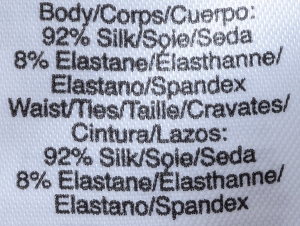 Body/Corps/Cuerpo:
92% Silk/Soie/Seda
8% Elastane/Élasthanne/
Elastano/Spandex
Waist/Ties/Taille/Cravates/
Cintura/Lazos:
92% Silk/Soie/Seda
8% Elastane/Élasthanne/
Elastano/Spandex